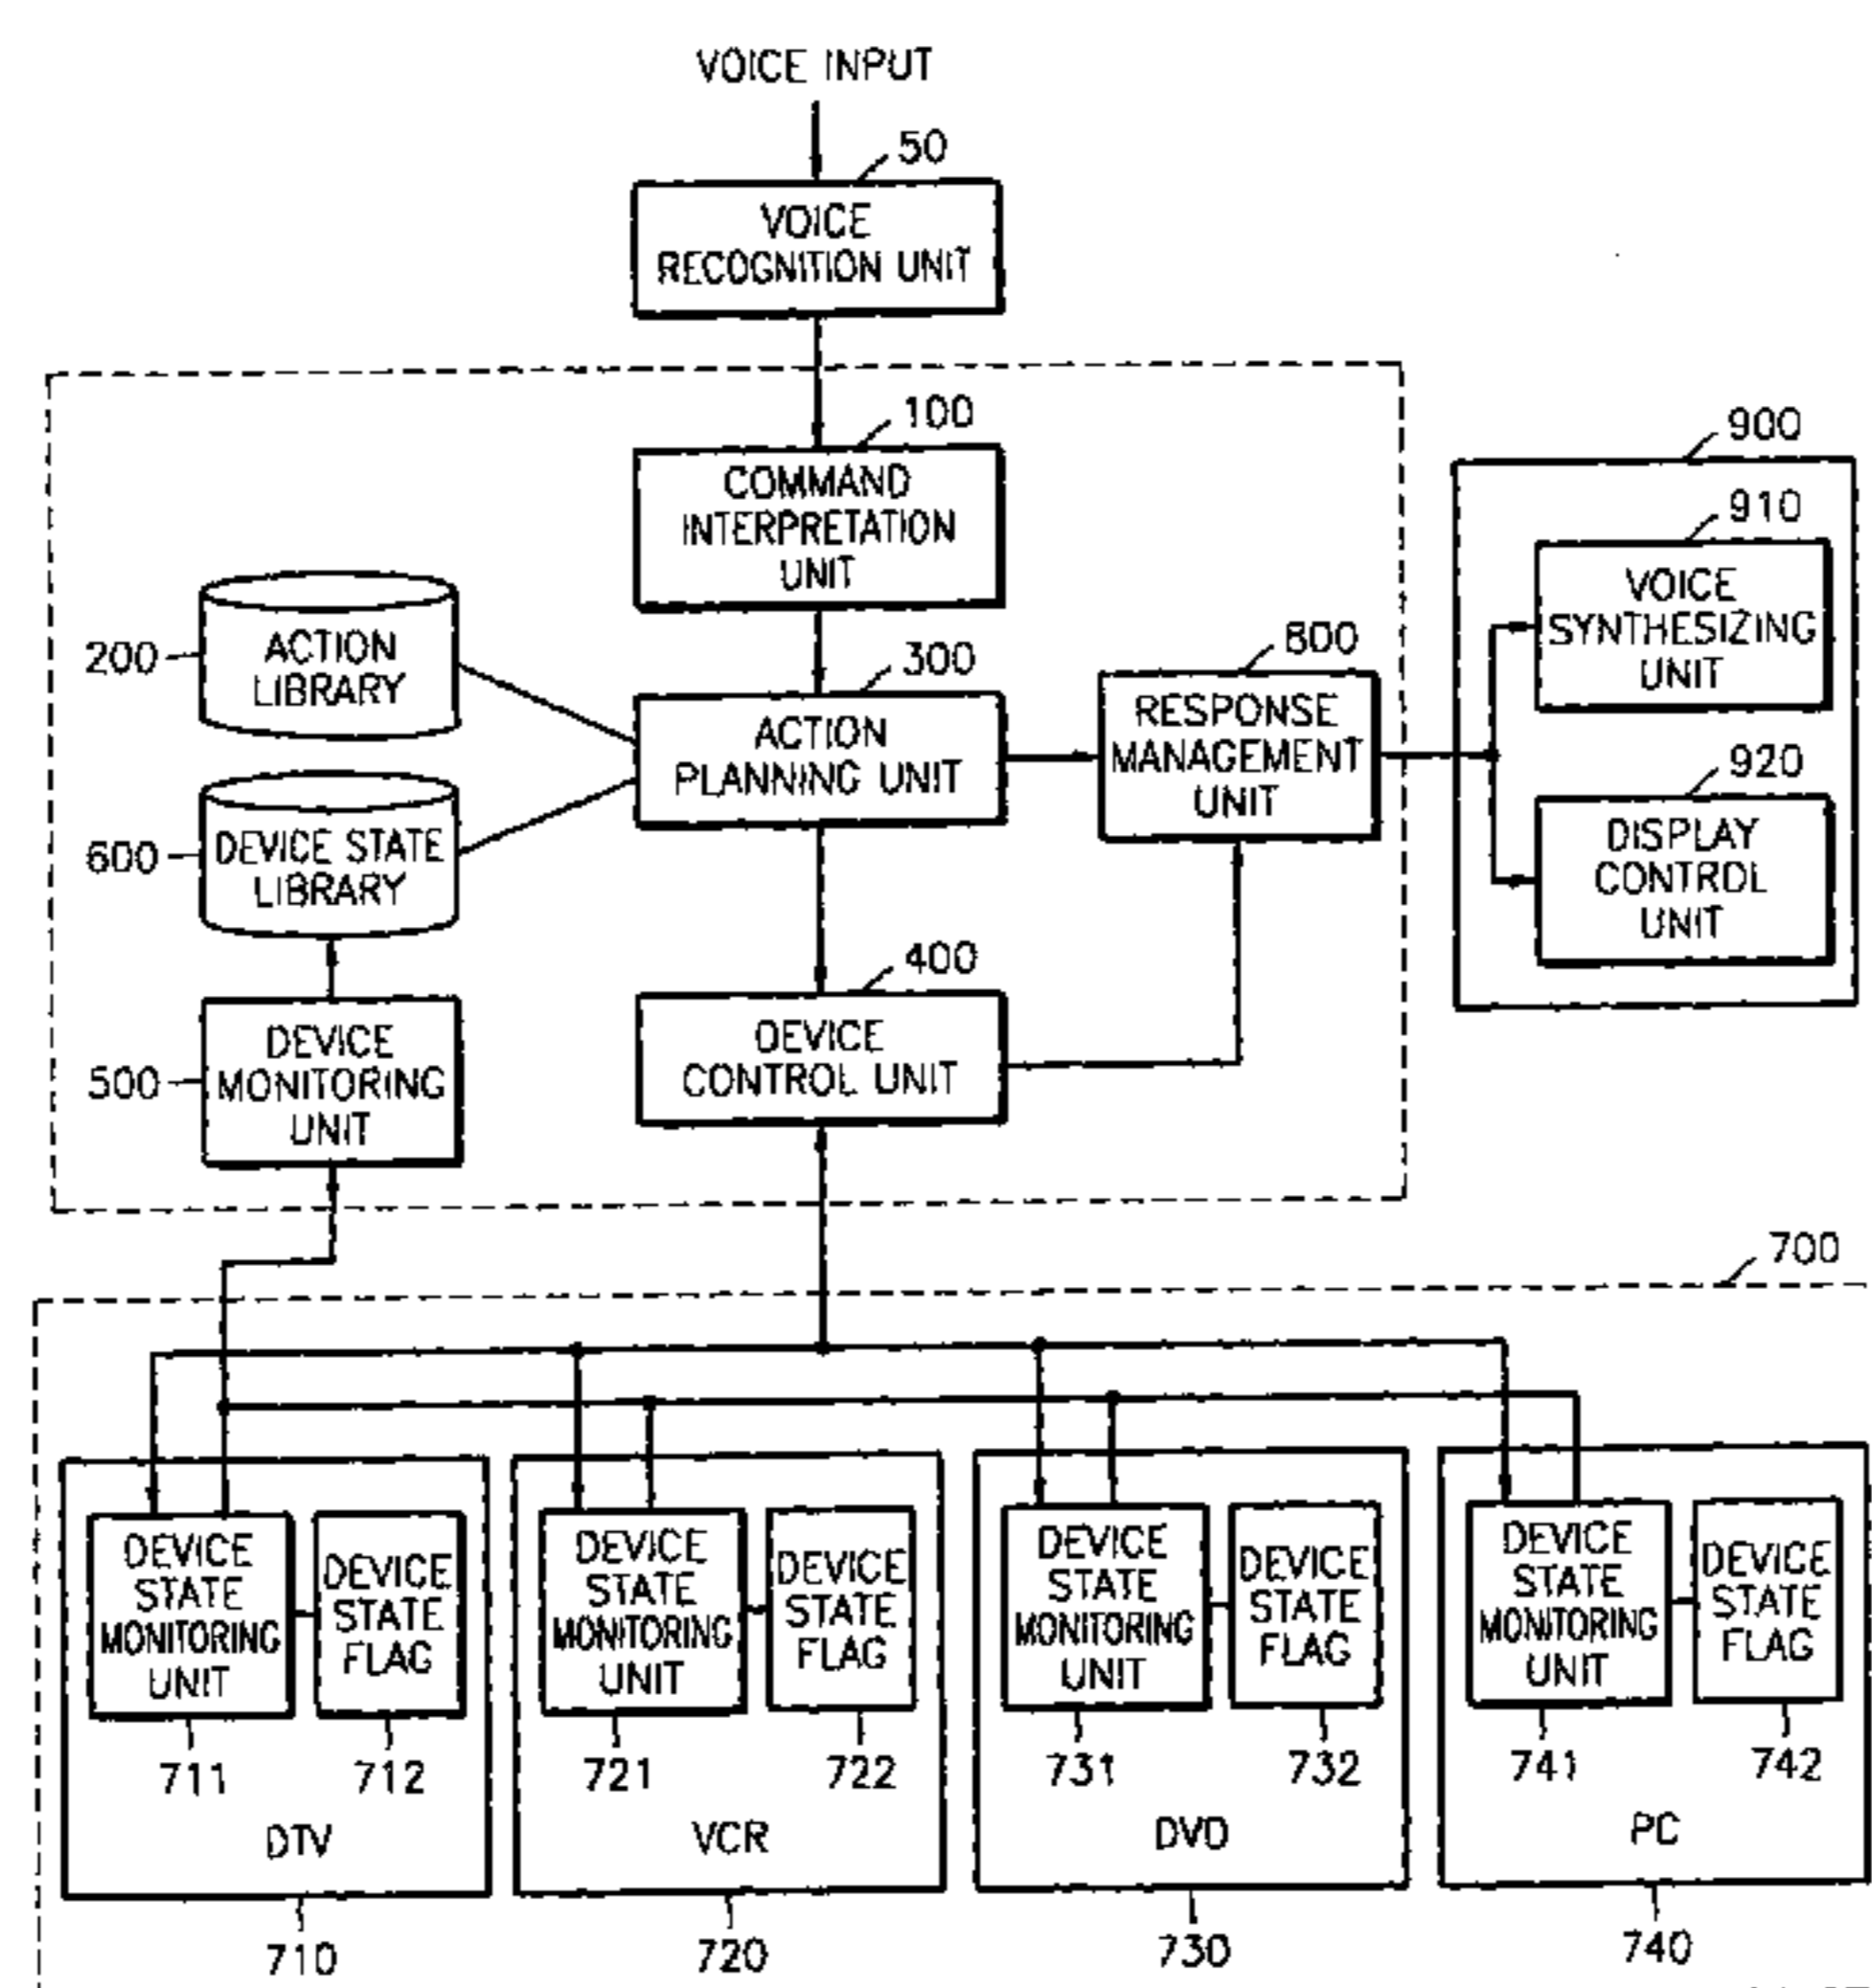 VOICE INPUT
50
VOICE
RECOGNITION UNIT
100
COMMAND
INTERPRETATION
UNIT
200
ACTION
LIBRARY
300
ACTION
PLANNING UNIT
800
RESPONSE
MANAGEMENT
UNIT
900
910
VOICE
SYNTHESIZING
UNIT
920
DISPLAY
CONTROL
UNIT
600
DEVICE STATE
LIBRARY
400
DEVICE
CONTROL UNIT
500
DEVICE
MONITORING
UNIT
700
DEVICE
STATE
MONITORING
UNIT
711
DEVICE
STATE
FLAG
712
DTV
710
DEVICE
STATE
MONITORING
UNIT
721
DEVICE
STATE
FLAG
722
VCR
720
DEVICE
STATE
MONITORING
UNIT
731
DEVICE
STATE
FLAG
732
DVD
730
DEVICE
STATE
MONITORING
UNIT
741
DEVICE
STATE
FLAG
742
PC
740